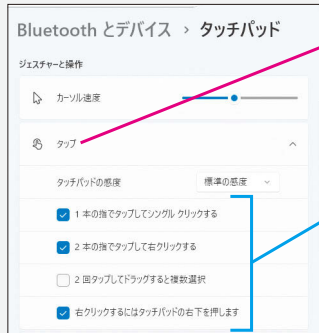 Bluetooth とデバイス › タッチパッド
ジェスチャーと操作
カーソル速度
タップ
タッチパッドの感度 標準の感度
1 本の指でタップしてシングル クリックする
2 本の指でタップして右クリックする
2 回タップしてドラッグすると複数選択
右クリックするにはタッチパッドの右下を押します